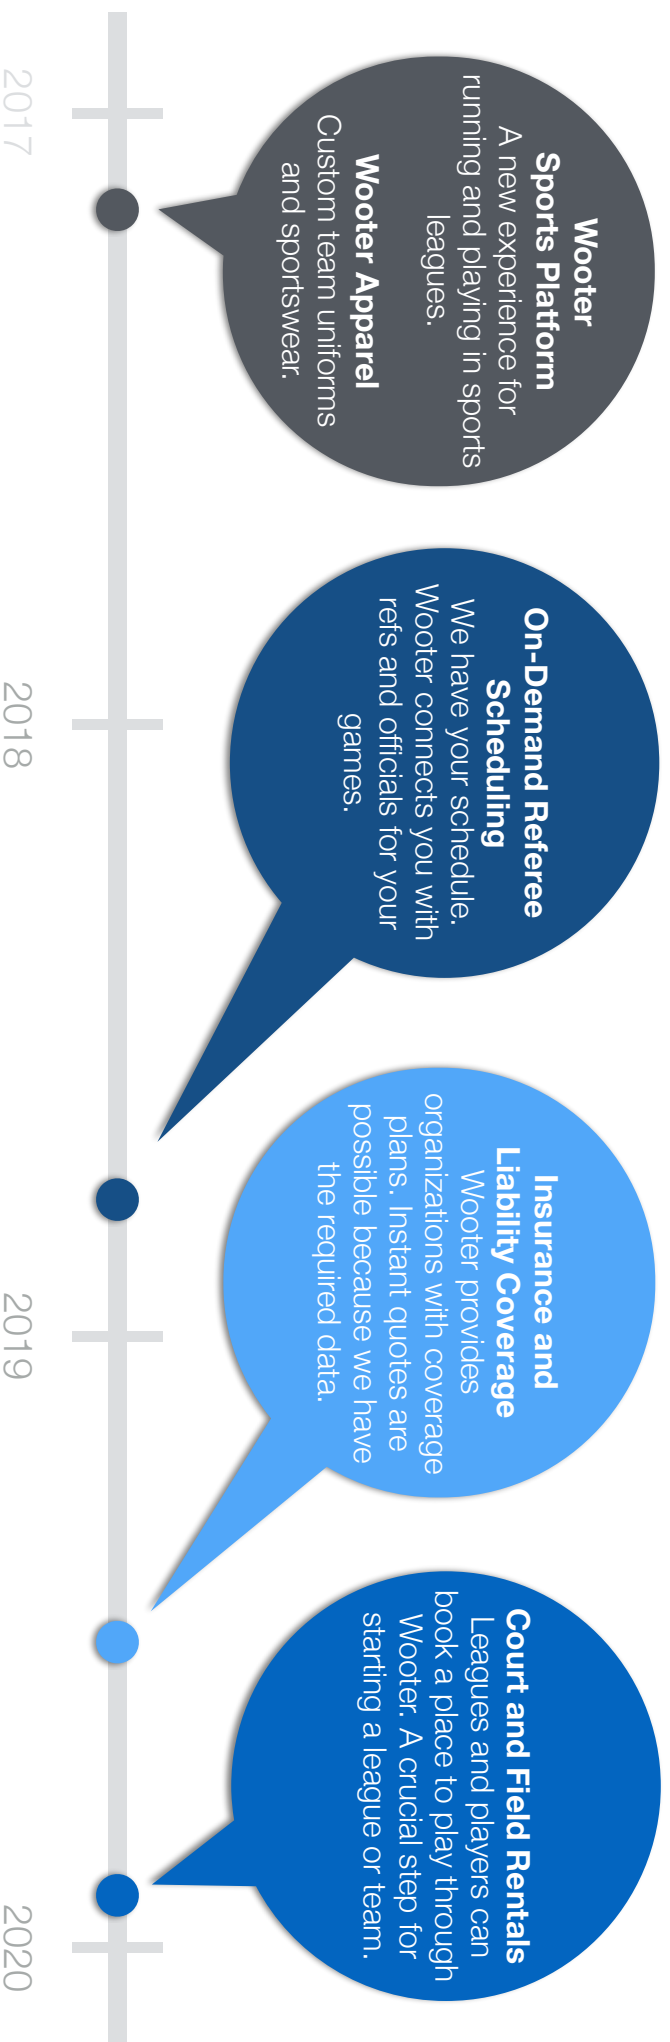 Wooter
Sports Platform
A new experience for
running and playing in sports
leagues.
Wooter Apparel
Custom team uniforms
and sportswear.
On-Demand Referee
Scheduling
We have your schedule.
Wooter connects you with
refs and officials for your
games.
Insurance and
Liability Coverage
Wooter provides
organizations with coverage
plans. Instant quotes are
possible because we have
the required data.
Court and Field Rentals
Leagues and players can
book a place to play through
Wooter. A crucial step for
starting a league or team.
2017
2018
2019
2020